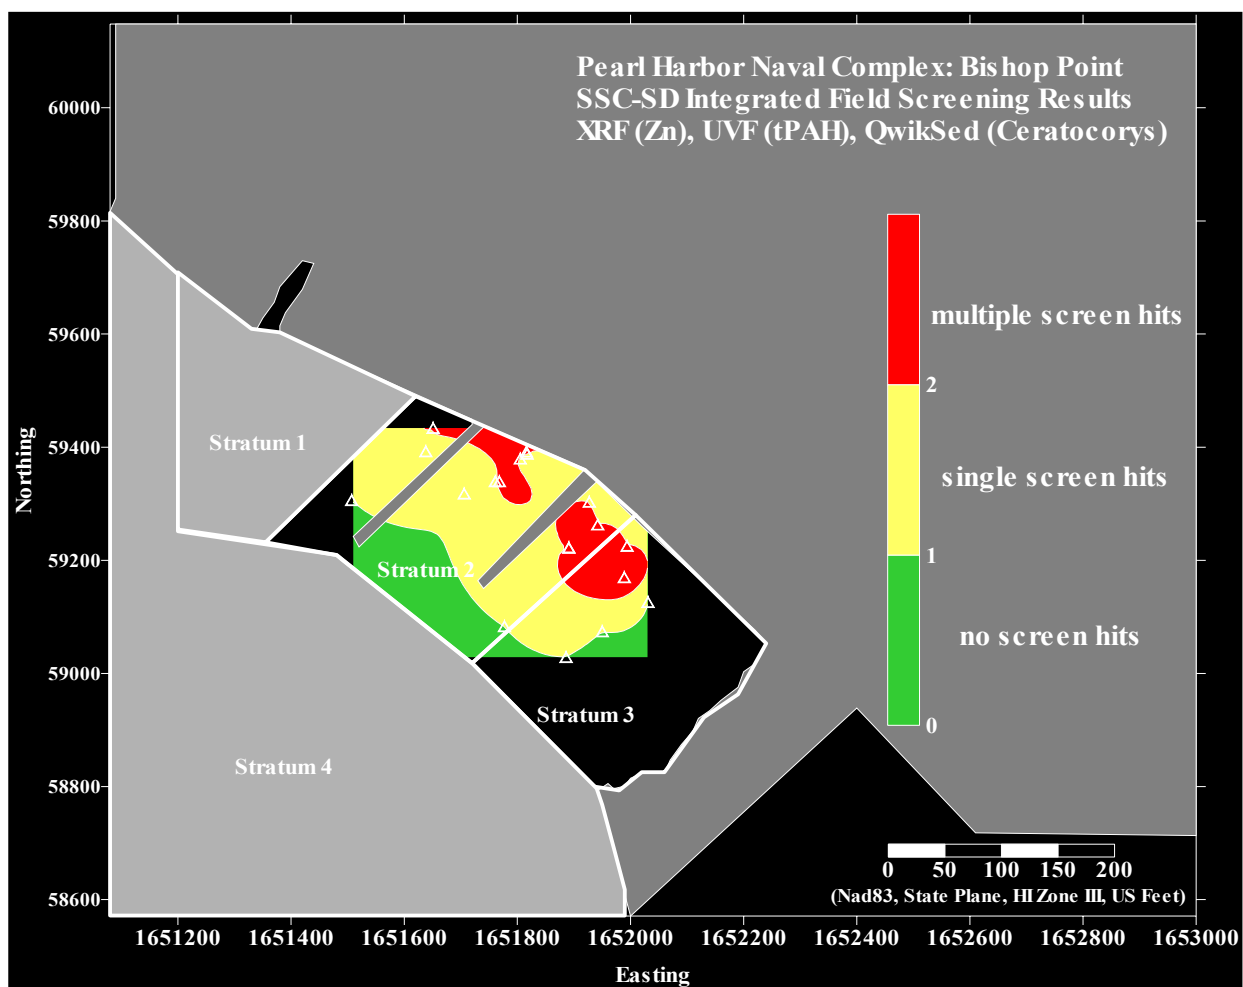 Pearl Harbor Naval Complex: Bishop Point
SSC-SD Integrated Field Screening Results
XRF (Zn), UVF (tPAH), QwikSed (Ceratocorys)
60000
59800
59600
59400
59200
59000
58800
58600
Northing
Stratum 1
Stratum 2
Stratum 3
Stratum 4
multiple screen hits
2
single screen hits
1
no screen hits
0
0 50 100 150 200
(Nad83, State Plane, HI Zone III, US Feet)
1651200 1651400 1651600 1651800 1652000 1652200 1652400 1652600 1652800 1653000
Easting